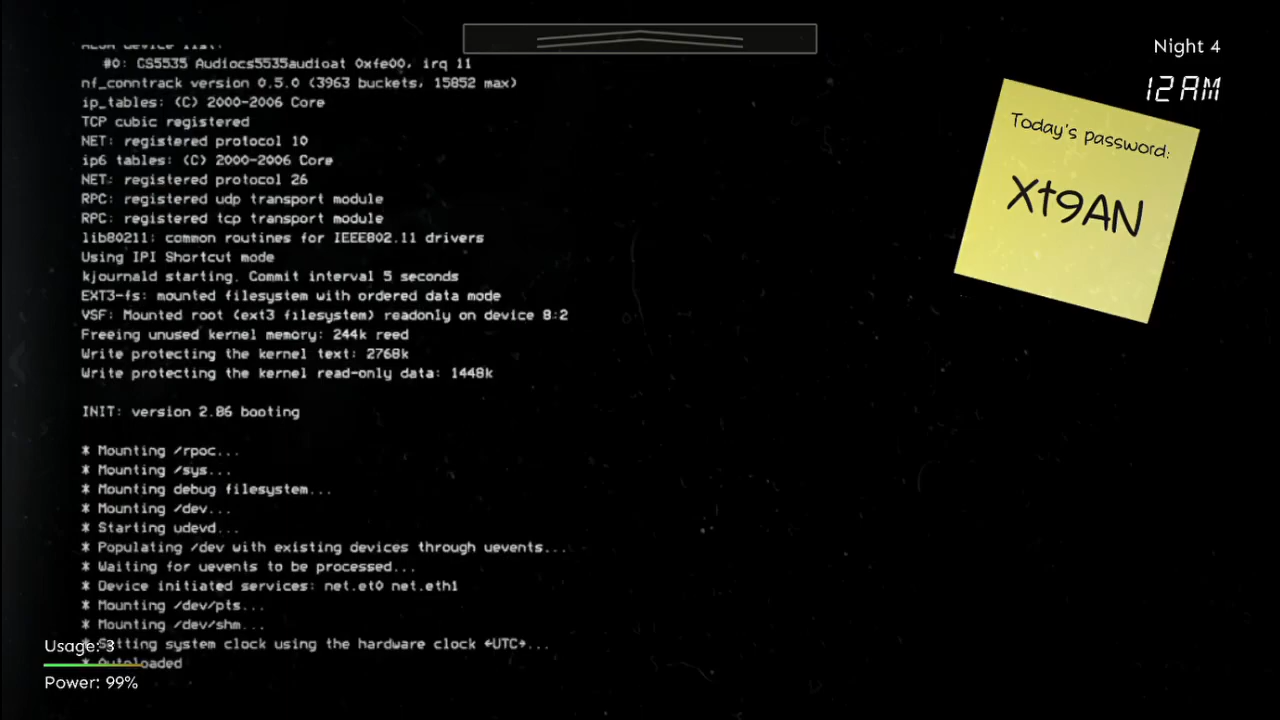 ALSA device list:
#0: CS5535 Audiocs5535audioat 0xfe00, irq 11
nf_conntrack version 0.5.0 (3963 buckets, 15852 max)
ip_tables: (C) 2000-2006 Core
TCP cubic registered
NET: registered protocol 10
ip6 tables: (C) 2000-2006 Core
NET: registered protocol 26
RPC: registered udp transport module
RPC: registered tcp transport module
lib80211: common routines for IEEE802.11 drivers
Using IPI Shortcut mode
kjournald starting. Commit interval 5 seconds
EXT3-fs: mounted filesystem with ordered data mode
VSF: Mounted root (ext3 filesystem) readonly on device 8:2
Freeing unused kernel memory: 244k reed
Write protecting the kernel text: 2768k
Write protecting the kernel read-only data: 1448k
INIT: version 2.86 booting
* Mounting /rpoc...
* Mounting /sys...
* Mounting debug filesystem...
* Mounting /dev...
* Starting udevd...
* Populating /dev with existing devices through uevents...
* Waiting for uevents to be processed...
* Device initiated services: net.et0 net.eth1
* Mounting /dev/pts...
* Mounting /dev/shm...
* Setting system clock using the hardware clock ←UTC→...
* Autoloaded
Usage: 3
Power: 99%
Night 4
12 AM
Today's password:
Xt9AN